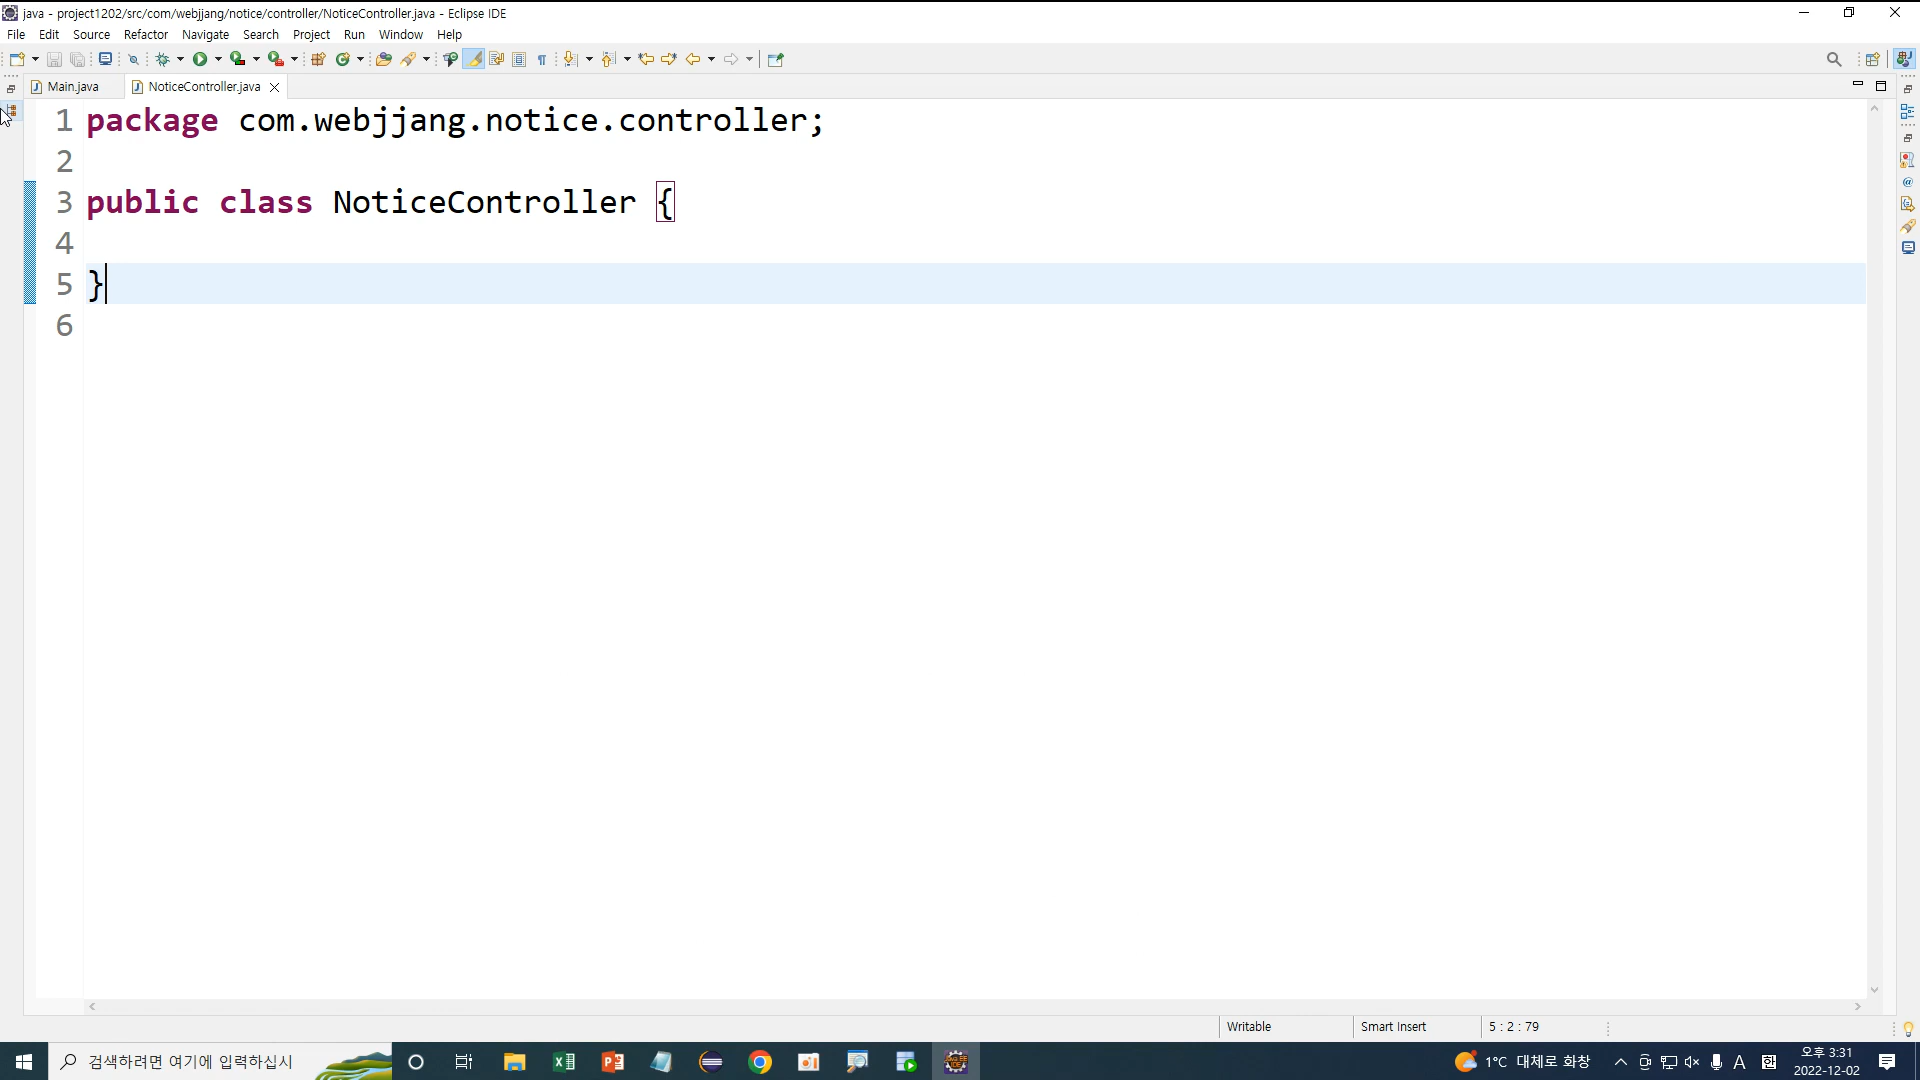 java - project1202/src/com/webjjang/notice/controller/NoticeController.java - Eclipse IDE
File Edit Source Refactor Navigate Search Project Run Window Help
Main.java NoticeController.java
1 package com.webjjang.notice.controller;
2
3 public class NoticeController {
4
5 }
6
Writable Smart Insert 5 : 2 : 79
검색하려면 여기에 입력하십시 1°C 대체로 화창 A 오후 3:31
2022-12-02